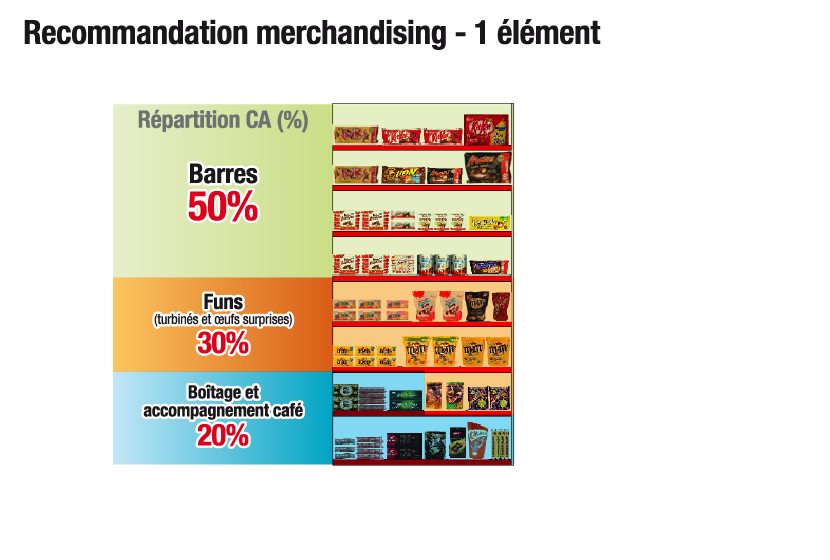 Recommandation merchandising - 1 élément
Répartition CA (%)
Barres
50%
Funs
(turbinés et œufs surprises)
30%
Boîtage et
accompagnement café
20%
LION